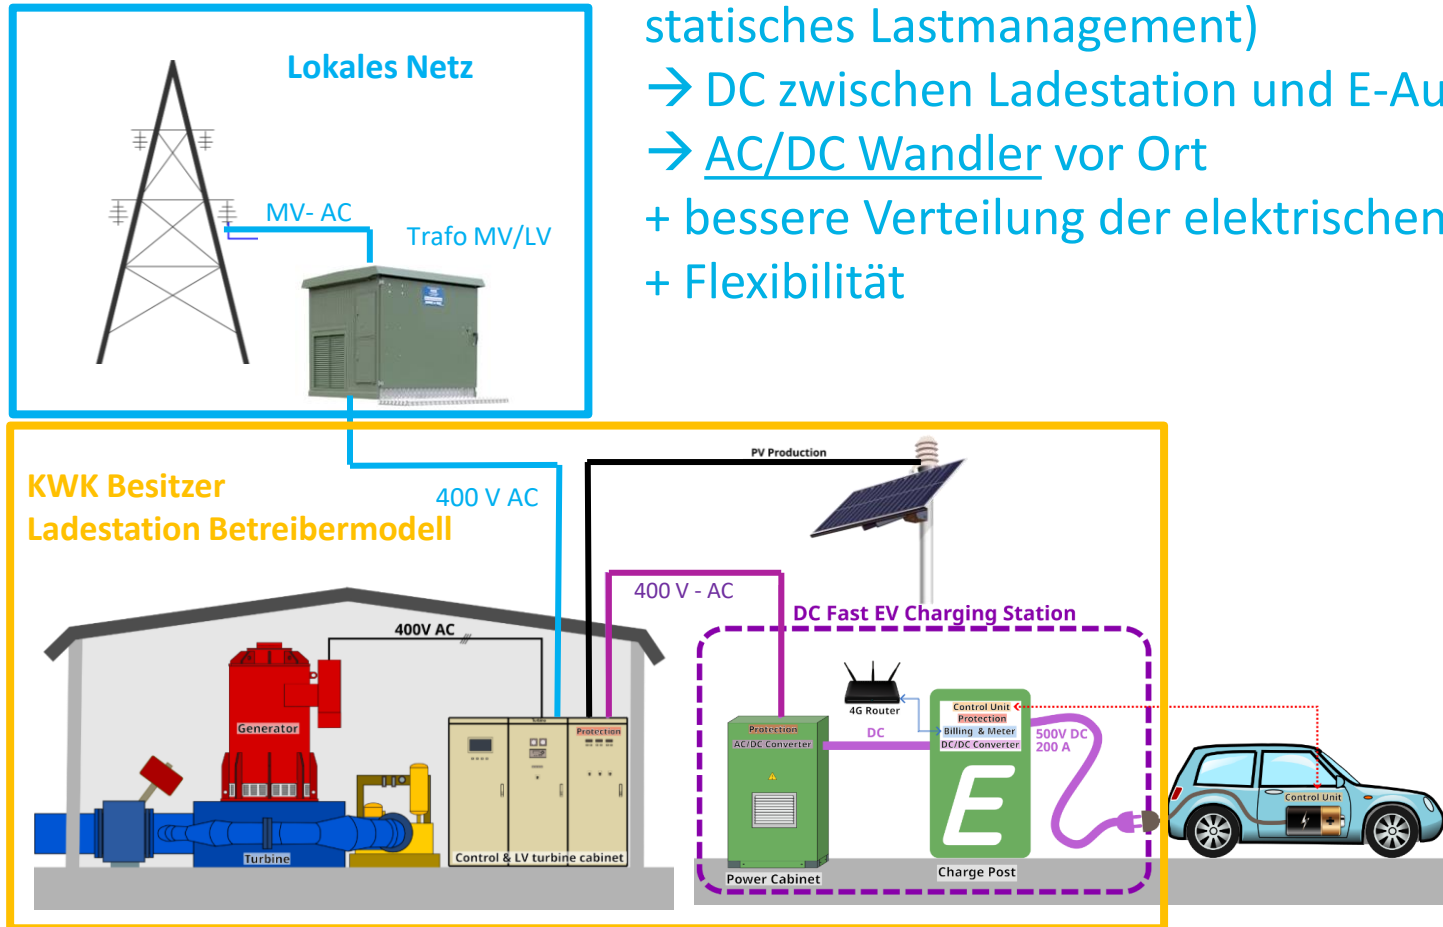 statisches Lastmanagement)
→ DC zwischen Ladestation und E-Au
→ AC/DC Wandler vor Ort
+ bessere Verteilung der elektrischen
+ Flexibilität
Lokales Netz
MV- AC
Trafo MV/LV
KWK Besitzer
Ladestation Betreibermodell
400 V AC
PV Production
400 V - AC
DC Fast EV Charging Station
400V AC
Generator
Turbine
Protection
Control & LV turbine cabinet
Protection
AC/DC Converter
Power Cabinet
4G Router
DC
Control Unit
Protection
Billing & Meter
DC/DC Converter
E
Charge Post
500V DC
200 A
Control Unit